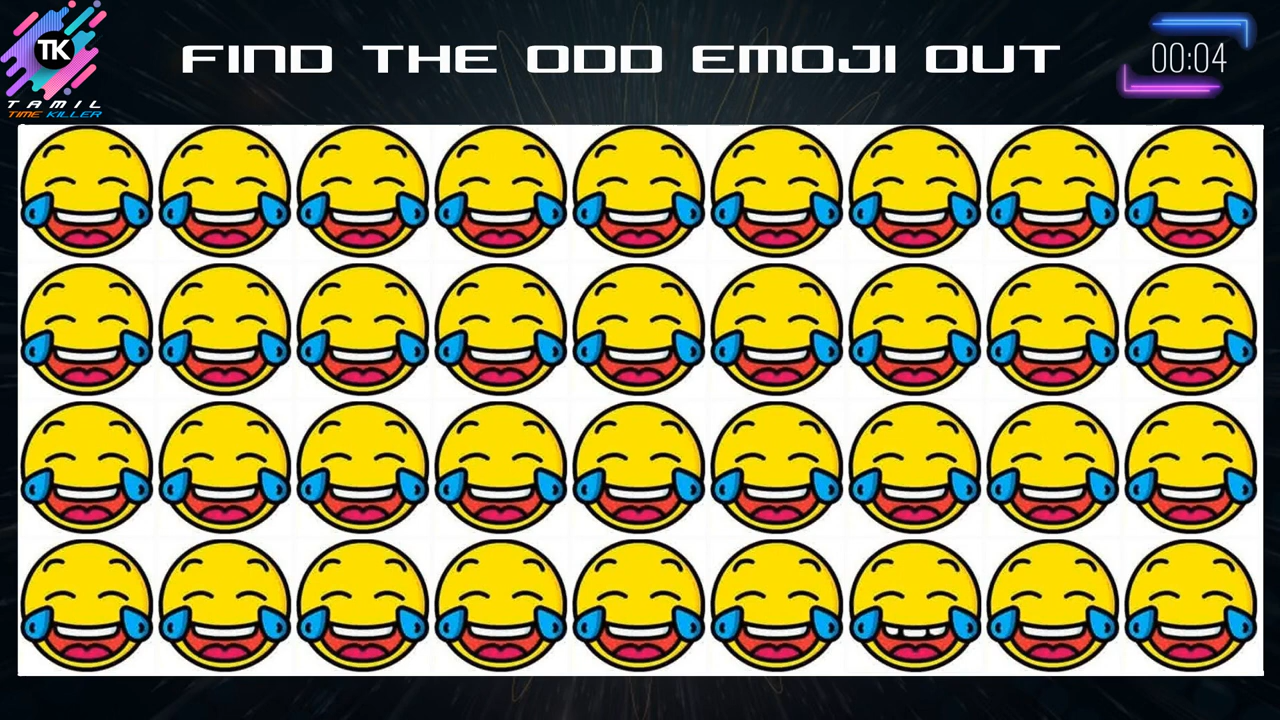 TK
TAMIL
TIME KILLER
FIND THE ODD EMOJI OUT
00:04